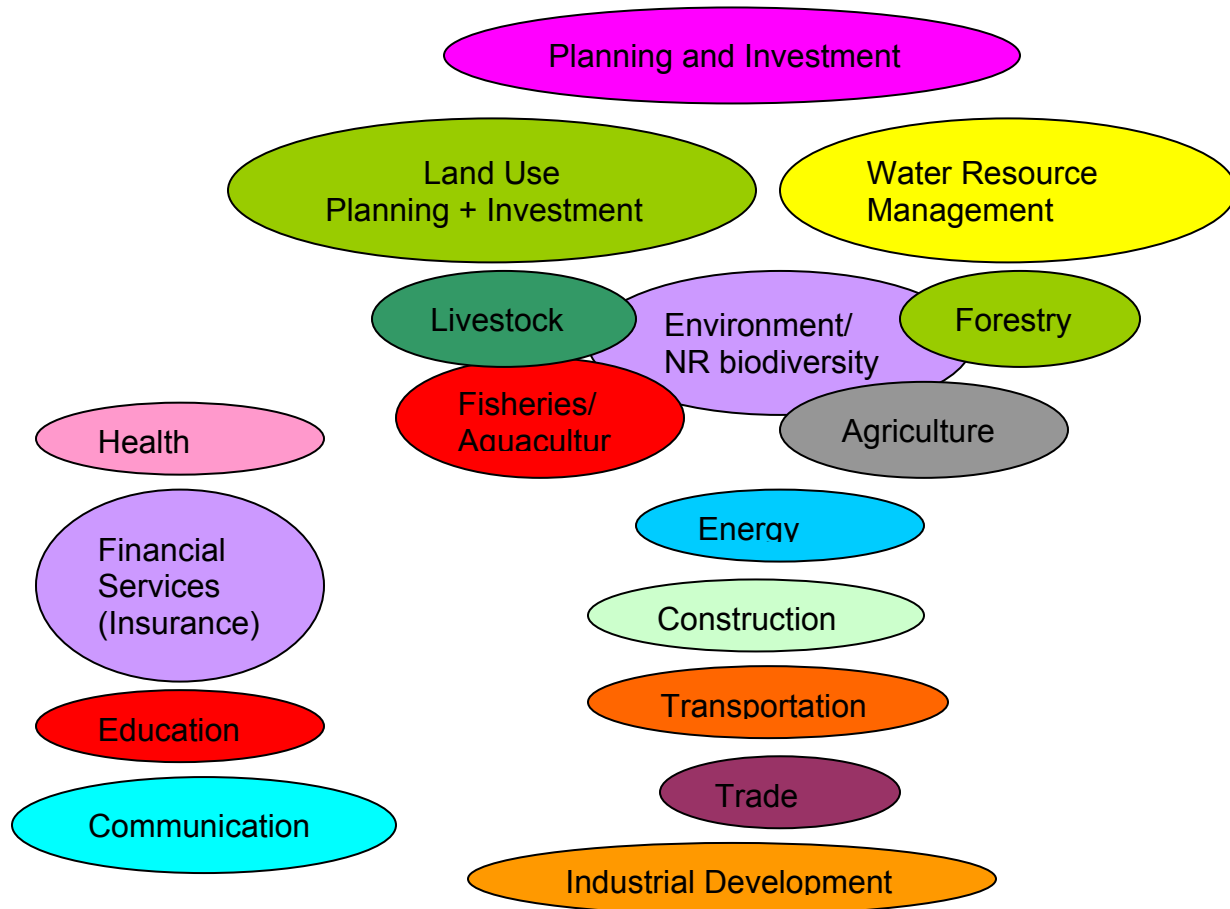 Planning and Investment
Land Use
Planning + Investment
Water Resource
Management
Livestock
Environment/
NR biodiversity
Forestry
Fisheries/
Aquacultur
Agriculture
Health
Energy
Financial
Services
(Insurance)
Construction
Transportation
Education
Trade
Communication
Industrial Development